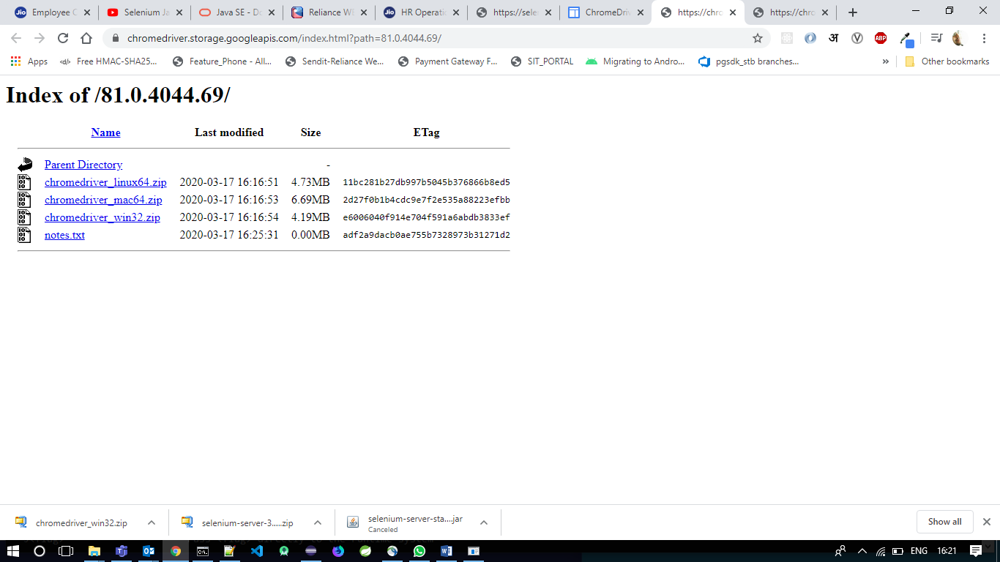 Employee C
Selenium Ja
Java SE - Do
Reliance WE
HR Operati
https://sele
ChromeDriv
https://chro
https://chro
chromedriver.storage.googleapis.com/index.html?path=81.0.4044.69/
अ
ABP
Apps
Free HMAC-SHA25...
Feature_Phone - All...
Sendit-Reliance We...
Payment Gateway F...
SIT_PORTAL
Migrating to Andro...
pgsdk_stb branches...
»
Other bookmarks
Index of /81.0.4044.69/
Name Last modified Size ETag
Parent Directory -
chromedriver_linux64.zip 2020-03-17 16:16:51 4.73MB 11bc281b27db997b5045b376866b8ed5
chromedriver_mac64.zip 2020-03-17 16:16:53 6.69MB 2d27f0b1b4cdc9e7f2e535a88223efbb
chromedriver_win32.zip 2020-03-17 16:16:54 4.19MB e6006040f914e704f591a6abdb3833ef
notes.txt 2020-03-17 16:25:31 0.00MB adf2a9dacb0ae755b7328973b31271d2
chromedriver_win32.zip
selenium-server-3.....zip
selenium-server-sta....jar
Canceled
Show all
ENG
16:21